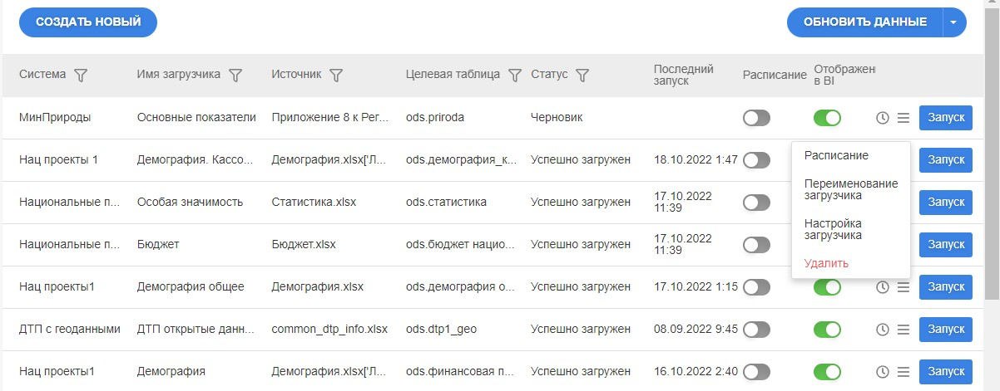 СОЗДАТЬ НОВЫЙ
ОБНОВИТЬ ДАННЫЕ
Система Имя загрузчика Источник Целевая таблица Статус Последний запуск Расписание Отображени в BI
МинПрироды Основные показатели Приложение 8 к Рег... ods.priroda Черновик Запуск
Нац проекты 1 Демография. Кассо... Демография.xlsx['Л... ods.демография_к... Успешно загружен 18.10.2022 1:47 Запуск
Национальные п... Особая значимость Статистика.xlsx ods.статистика Успешно загружен 17.10.2022 11:39 Запуск
Национальные п... Бюджет Бюджет.xlsx ods.бюджет нацио... Успешно загружен 17.10.2022 11:39 Запуск
Нац проекты1 Демография общее Демография.xlsx ods.демография о... Успешно загружен 17.10.2022 1:15 Запуск
ДТП с геоданными ДТП открытые данн... common_dtp_info.xlsx ods.dtp1_geo Успешно загружен 08.09.2022 9:45 Запуск
Нац проекты1 Демография Демография.xlsx['Л... ods.финансовая п... Успешно загружен 16.10.2022 2:40 Запуск
Расписание
Переименование
загрузчика
Настройка
загрузчика
Удалить